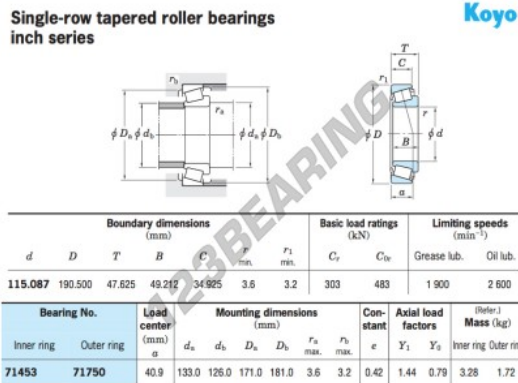 Single-row tapered roller bearings
inch series
Koyo
T
C
r1
r
B
φD
φd
a
rb
ra
φDa φdb
φda φDb
123BEARING
Boundary dimensions
(mm)
Basic load ratings
(kN)
Limiting speeds
(min-1)
d D T B C r min. r1 min. Cr C0r Grease lub. Oil lub.
115.087 190.500 47.625 49.212 34.925 3.6 3.2 303 483 1 900 2 600
Bearing No.
Inner ring Outer ring
Load center
(mm)
a
Mounting dimensions
(mm)
da db Da Db ra max. rb max.
Constant
e
Axial load factors
Y1 Y0
(Refer.)
Mass (kg)
Inner ring Outer rin
71453 71750 40.9 133.0 126.0 171.0 181.0 3.6 3.2 0.42 1.44 0.79 3.28 1.72